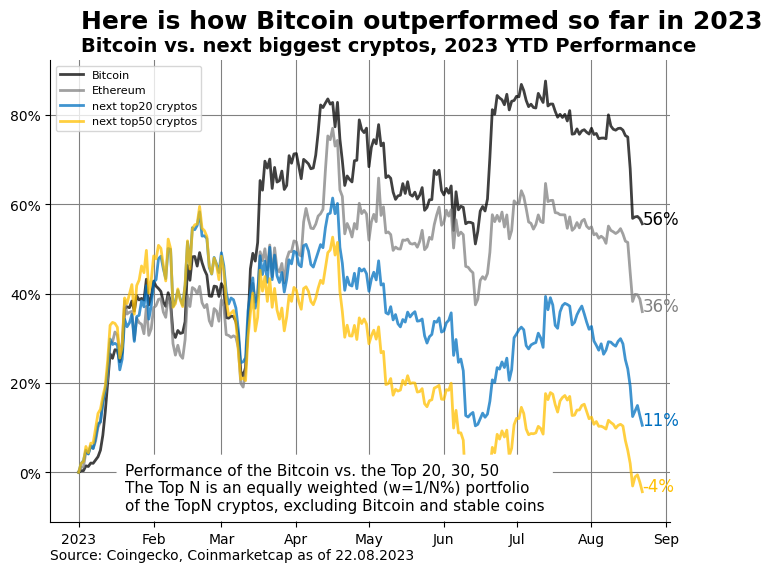 Here is how Bitcoin outperformed so far in 2023
Bitcoin vs. next biggest cryptos, 2023 YTD Performance
Bitcoin
Ethereum
next top20 cryptos
next top50 cryptos
80%
60%
40%
20%
0%
56%
36%
11%
-4%
Performance of the Bitcoin vs. the Top 20, 30, 50
The Top N is an equally weighted (w=1/N%) portfolio
of the TopN cryptos, excluding Bitcoin and stable coins
2023 Feb Mar Apr May Jun Jul Aug Sep
Source: Coingecko, Coinmarketcap as of 22.08.2023